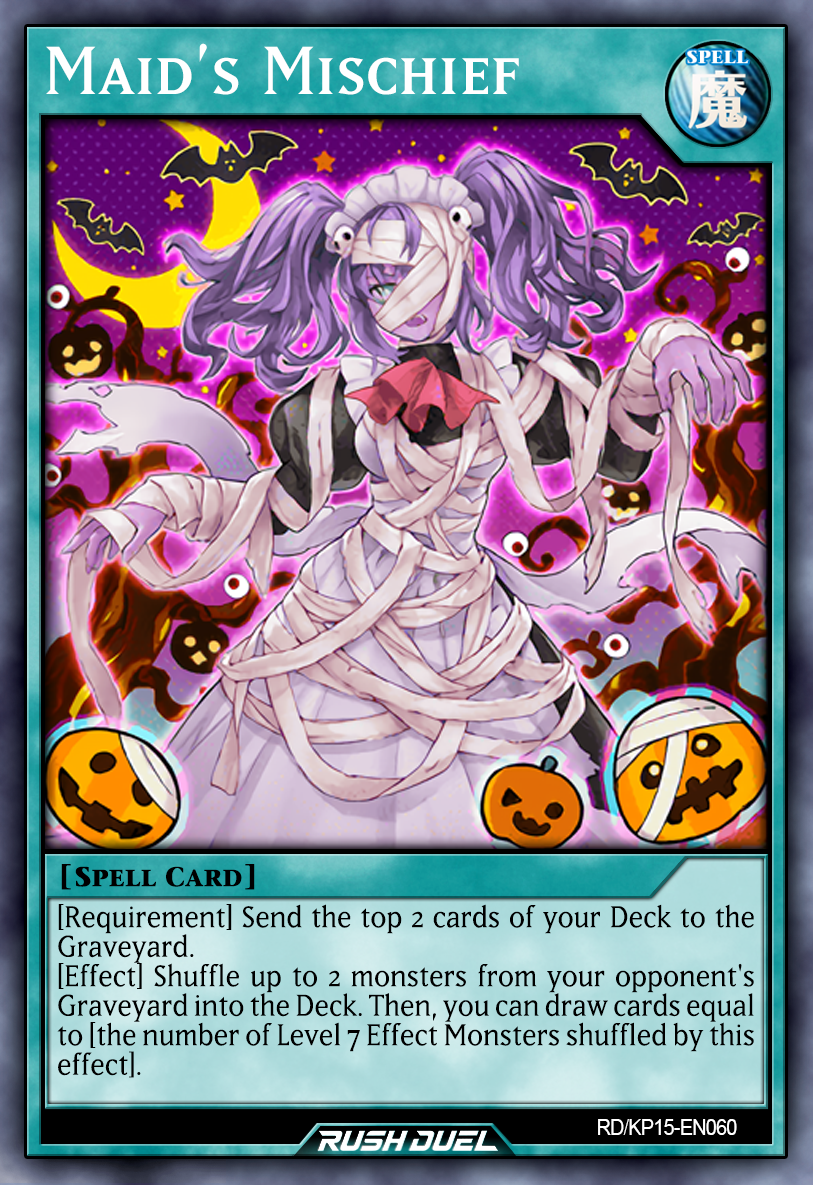 Maid's Mischief
SPELL
魔
[Spell Card]
[Requirement] Send the top 2 cards of your Deck to the
Graveyard.
[Effect] Shuffle up to 2 monsters from your opponent's
Graveyard into the Deck. Then, you can draw cards equal
to [the number of Level 7 Effect Monsters shuffled by this
effect].
RD/KP15-EN060
RUSH DUEL